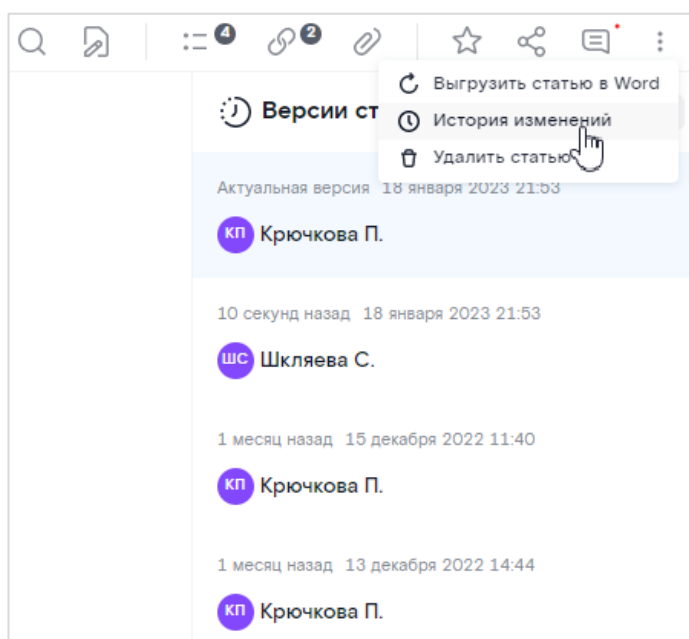 4
2
Выгрузить статью в Word
История изменений
Удалить статью
Версии ст
Актуальная версия 18 января 2023 21:53
КП Крючкова П.
10 секунд назад 18 января 2023 21:53
ШС Шкляева С.
1 месяц назад 15 декабря 2022 11:40
КП Крючкова П.
1 месяц назад 13 декабря 2022 14:44
КП Крючкова П.